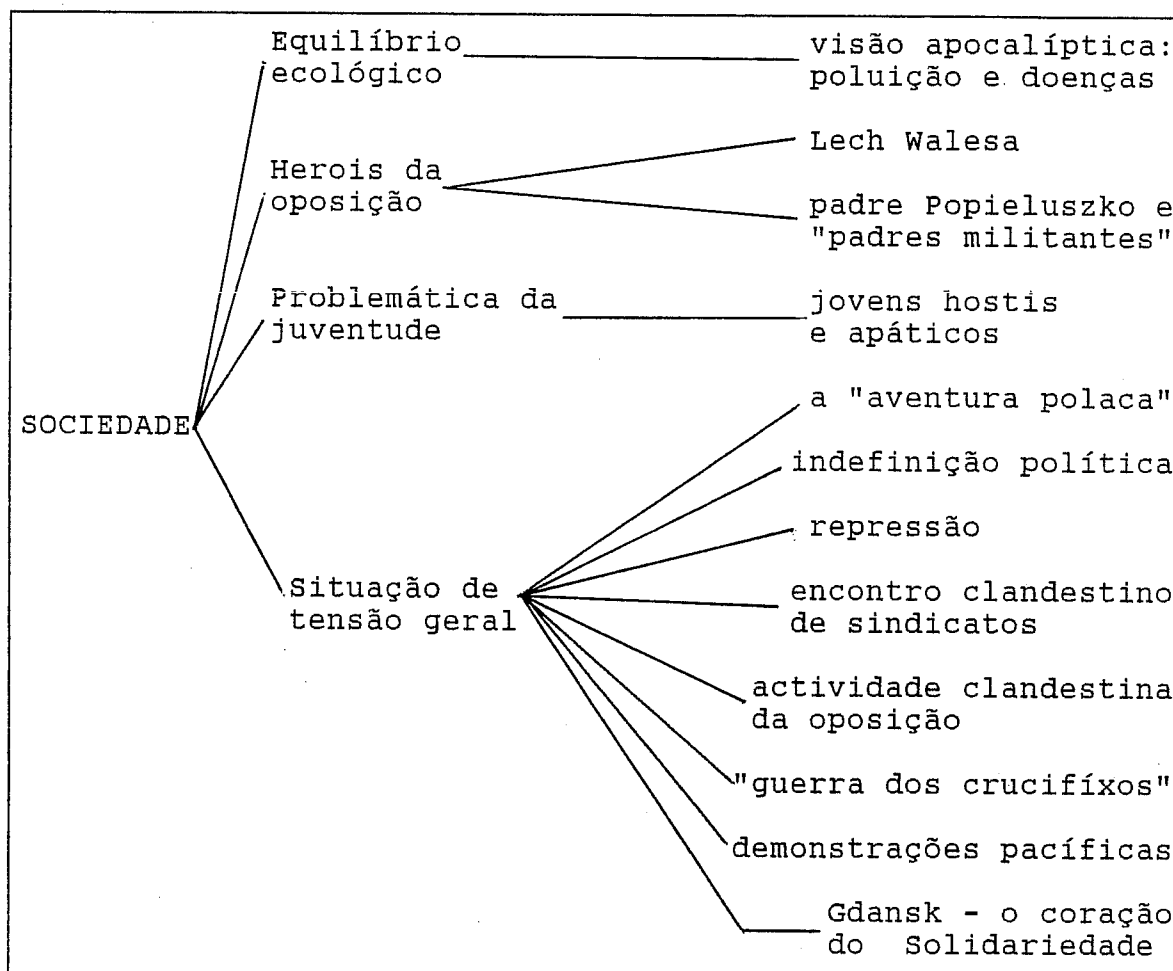 Equilíbrio
ecológico
visão apocalíptica:
poluição e doenças
Herois da
oposição
Lech Walesa
padre Popieluszko e
"padres militantes"
Problemática da
juventude
jovens hostis
e apáticos
SOCIEDADE
Situação de
tensão geral
a "aventura polaca"
indefinição política
repressão
encontro clandestino
de sindicatos
actividade clandestina
da oposição
"guerra dos crucifíxos"
demonstrações pacíficas
Gdansk - o coração
do Solidariedade